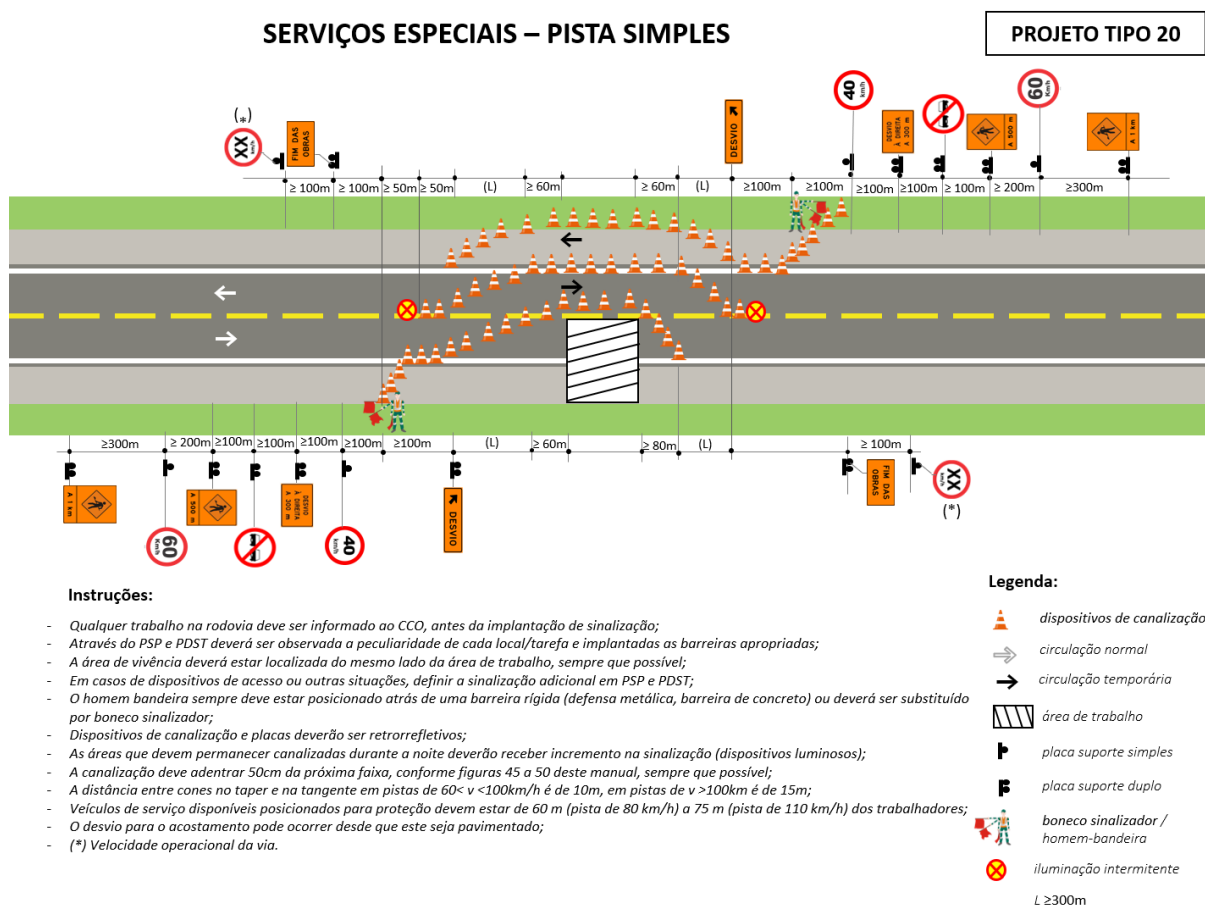 SERVIÇOS ESPECIAIS – PISTA SIMPLES
PROJETO TIPO 20
(*)
XX
km/h
FIM DAS
OBRAS
DESVIO
40
km/h
DESVIO
À DIREITA
A 300 m
A 500 m
60
Km/h
A 1 km
≥ 100m
≥ 100m
≥ 50m
≥50m
(L)
≥ 60m
≥ 60m
(L)
≥100m
≥100m
≥100m
≥100m
≥ 100m
≥ 200m
≥300m
≥300m
≥ 200m
≥100m
≥100m
≥100m
≥100m
≥100m
(L)
≥ 60m
≥ 80m
(L)
≥ 100m
A 1 km
60
Km/h
A 500 m
DESVIO
À DIREITA
A 300 m
40
km/h
DESVIO
FIM DAS
OBRAS
XX
km/h
(*)
Instruções:
- Qualquer trabalho na rodovia deve ser informado ao CCO, antes da implantação de sinalização;
- Através do PSP e PDST deverá ser observada a peculiaridade de cada local/tarefa e implantadas as barreiras apropriadas;
- A área de vivência deverá estar localizada do mesmo lado da área de trabalho, sempre que possível;
- Em casos de dispositivos de acesso ou outras situações, definir a sinalização adicional em PSP e PDST;
- O homem bandeira sempre deve estar posicionado atrás de uma barreira rígida (defensa metálica, barreira de concreto) ou deverá ser substituído
por boneco sinalizador;
- Dispositivos de canalização e placas deverão ser retrorrefletivos;
- As áreas que devem permanecer canalizadas durante a noite deverão receber incremento na sinalização (dispositivos luminosos);
- A canalização deve adentrar 50cm da próxima faixa, conforme figuras 45 a 50 deste manual, sempre que possível;
- A distância entre cones no taper e na tangente em pistas de 60< v <100km/h é de 10m, em pistas de v >100km é de 15m;
- Veículos de serviço disponíveis posicionados para proteção devem estar de 60 m (pista de 80 km/h) a 75 m (pista de 110 km/h) dos trabalhadores;
- O desvio para o acostamento pode ocorrer desde que este seja pavimentado;
- (*) Velocidade operacional da via.
Legenda:
dispositivos de canalização
circulação normal
circulação temporária
área de trabalho
placa suporte simples
placa suporte duplo
boneco sinalizador /
homem-bandeira
iluminação intermitente
L ≥300m